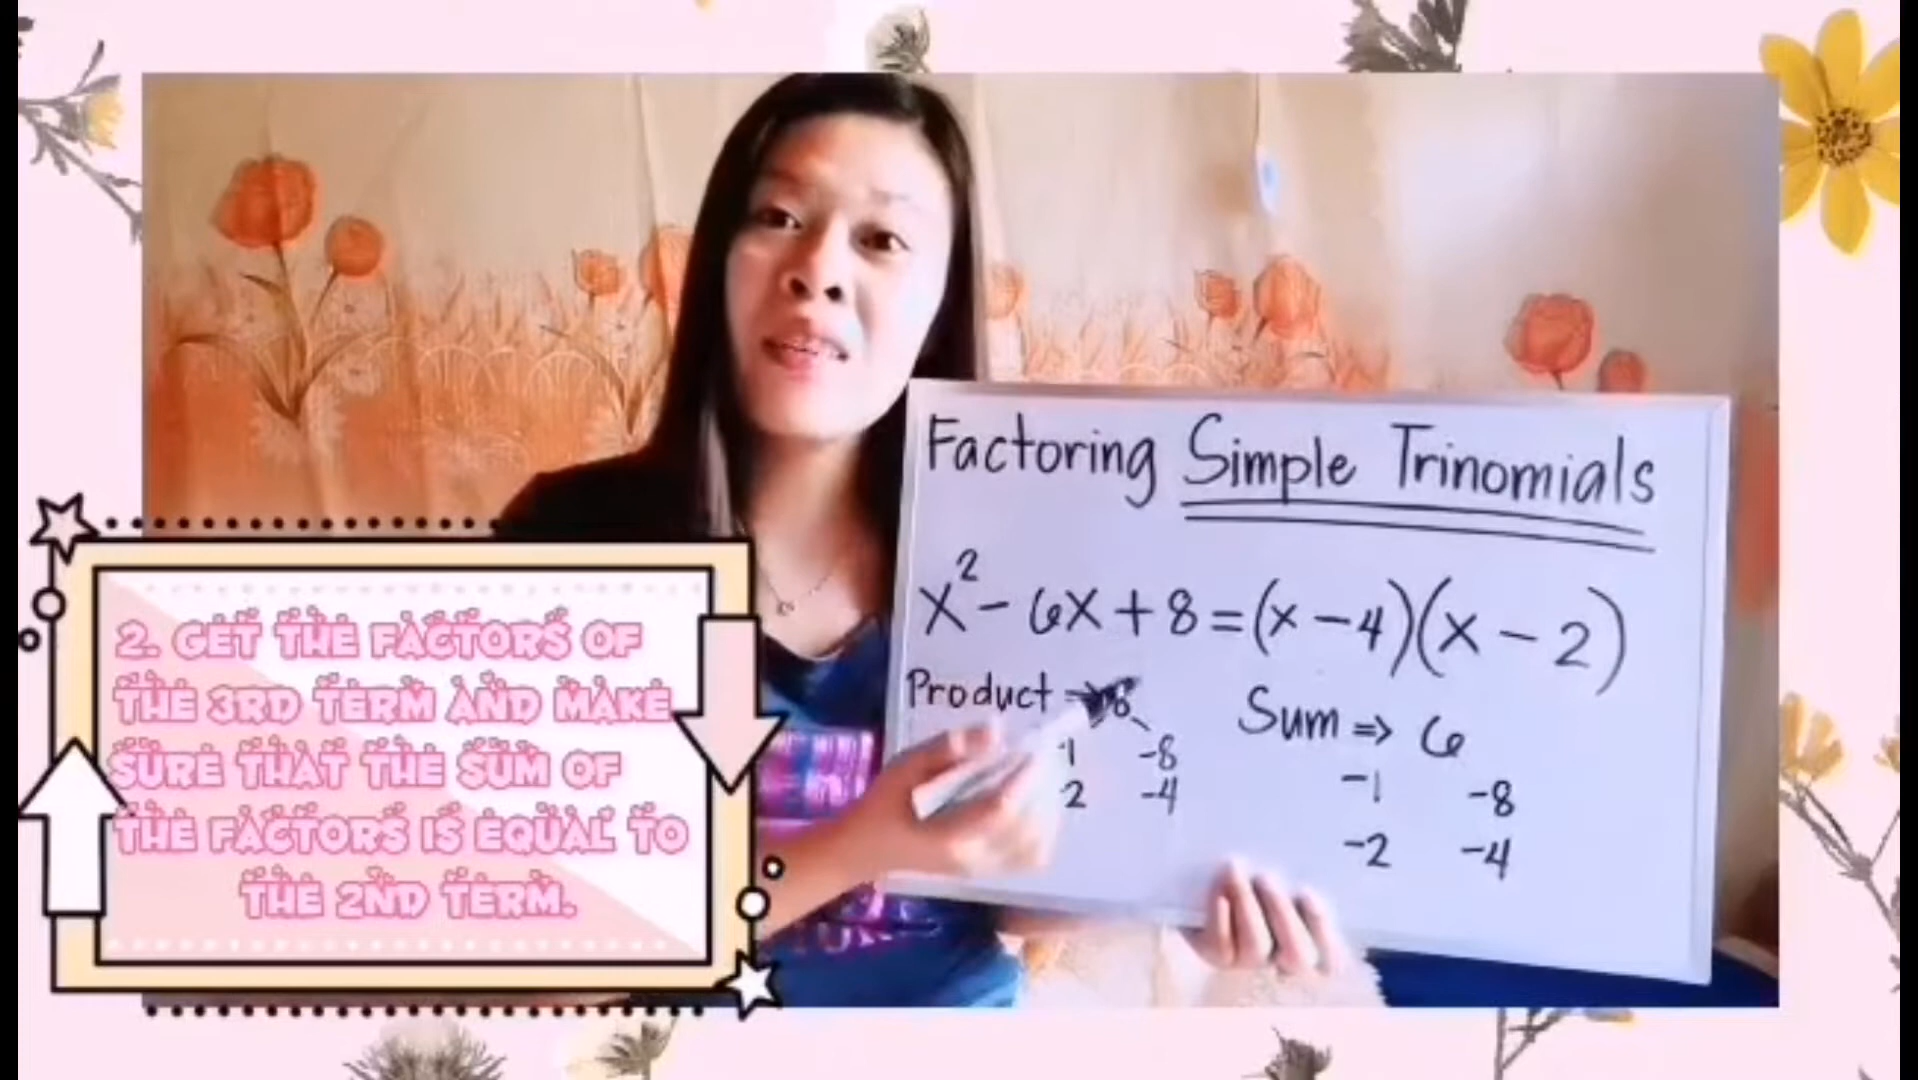 Factoring Simple Trinomials
x² - 6x + 8 = (x - 4)(x - 2)
Product
8
1 -8
2 -4
Sum ⇒ 6
-1 -8
-2 -4
2. GET THE FACTORS OF
THE 3RD TERM AND MAKE
SURE THAT THE SUM OF
THE FACTORS IS EQUAL TO
THE 2ND TERM.